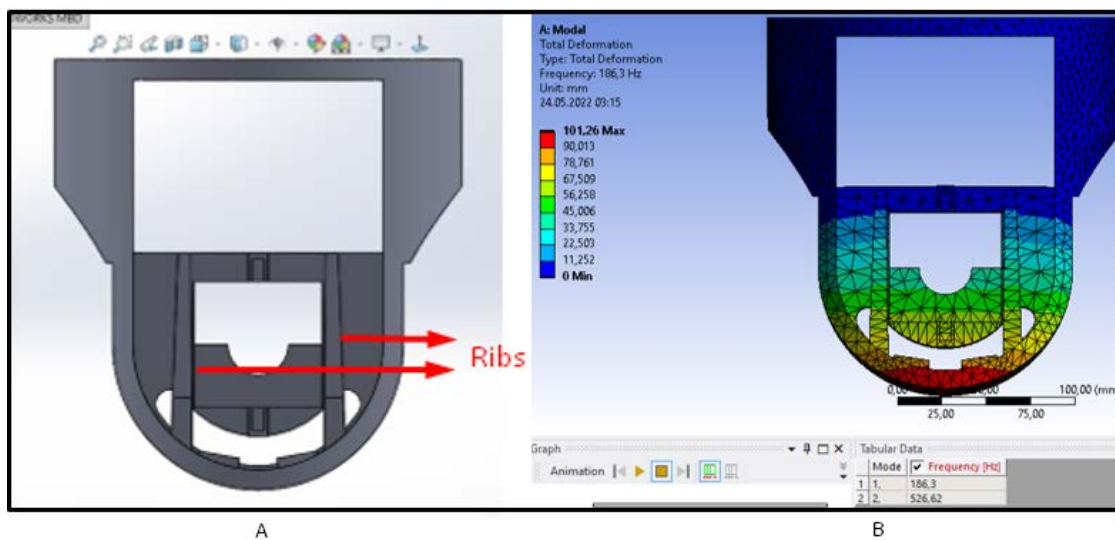 WORKS MBD
Ribs
A: Modal
Total Deformation
Type: Total Deformation
Frequency: 186,3 Hz
Unit: mm
24.05.2022 03:15
101,26 Max
90,013
78,761
67,509
56,258
45,006
33,755
22,503
11,252
0 Min
100,00 (mm
25,00
75,00
Graph
Animation
Tabular Data
Mode Frequency [Hz]
1 1, 186,3
2 2, 526,62
A
B